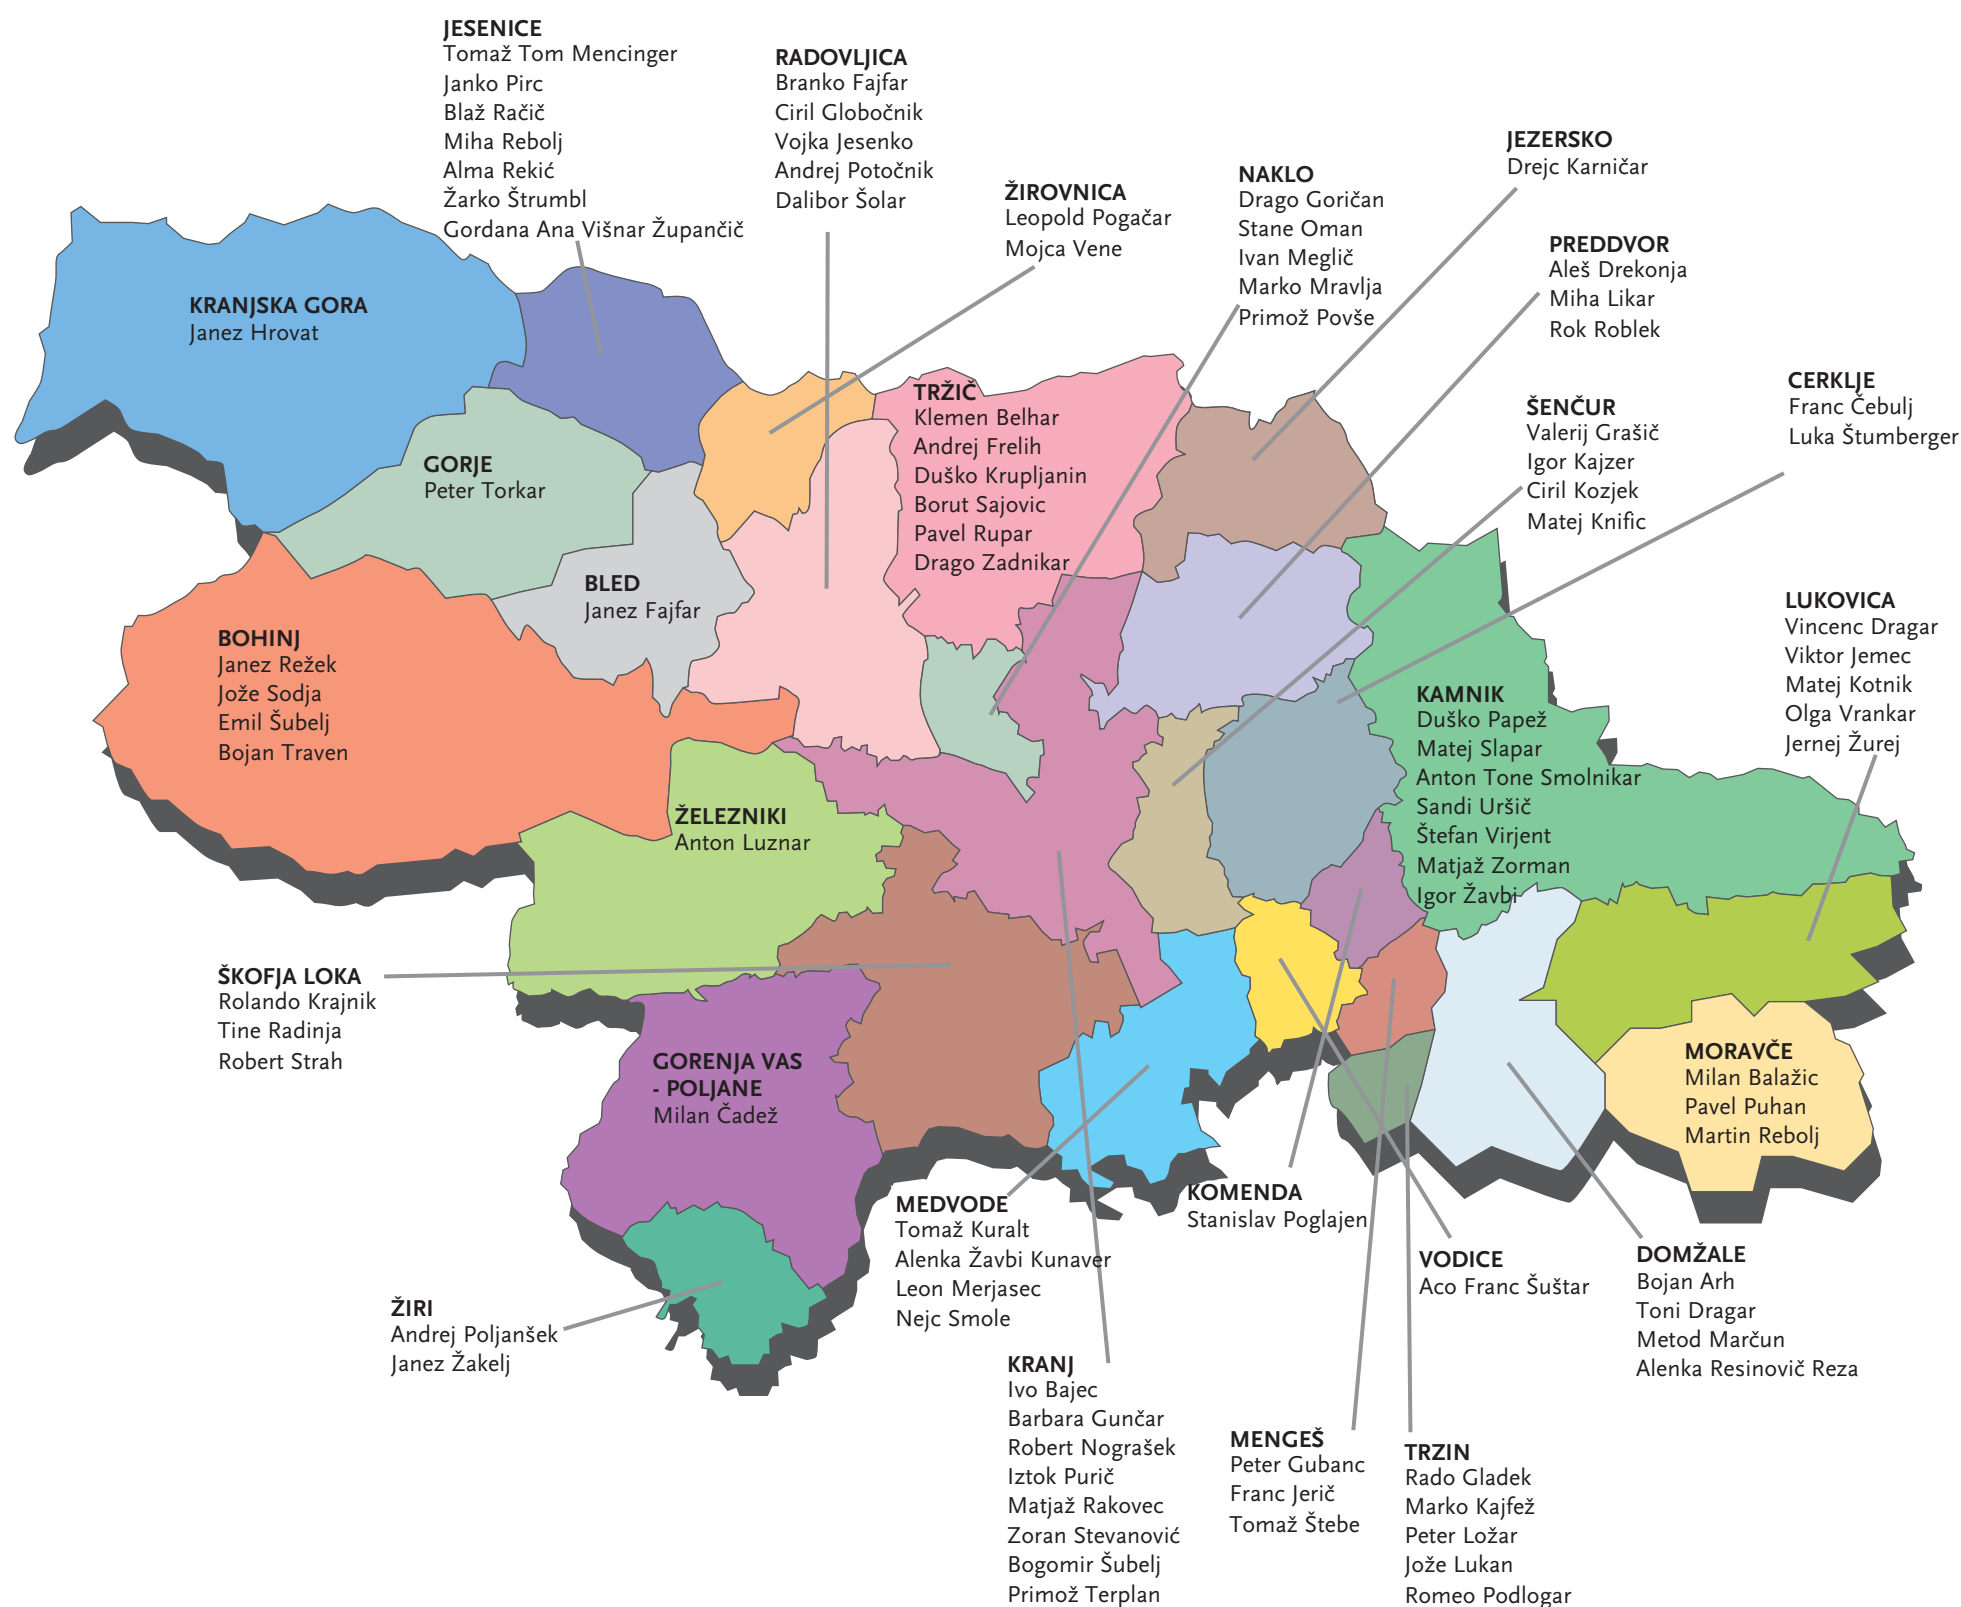 JESENICE
Tomaž Tom Mencinger
Janko Pirc
Blaž Račič
Miha Rebolj
Alma Rekić
Žarko Štrumbl
Gordana Ana Višnar Župančič
RADOVLJICA
Branko Fajfar
Ciril Globočnik
Vojka Jesenko
Andrej Potočnik
Dalibor Šolar
ŽIROVNICA
Leopold Pogačar
Mojca Vene
NAKLO
Drago Goričan
Stane Oman
Ivan Meglič
Marko Mravlja
Primož Povše
JEZERSKO
Drejc Karničar
PREDDVOR
Aleš Drekonja
Miha Likar
Rok Roblek
CERKLJE
Franc Čebulj
Luka Štumberger
ŠENČUR
Valerij Grašič
Igor Kajzer
Ciril Kozjek
Matej Knific
KRANJSKA GORA
Janez Hrovat
TRŽIČ
Klemen Belhar
Andrej Frelih
Duško Krupljanin
Borut Sajovic
Pavel Rupar
Drago Zadnikar
GORJE
Peter Torkar
BLED
Janez Fajfar
BOHINJ
Janez Režek
Jože Sodja
Emil Šubelj
Bojan Traven
LUKOVICA
Vincenc Dragar
Viktor Jemec
Matej Kotnik
Olga Vrankar
Jernej Žurej
KAMNIK
Duško Papež
Matej Slapar
Anton Tone Smolnikar
Sandi Uršič
Štefan Virjent
Matjaž Zorman
Igor Žavbi
ŽELEZNIKI
Anton Luznar
ŠKOFJA LOKA
Rolando Krajnik
Tine Radinja
Robert Strah
GORENJA VAS
- POLJANE
Milan Čadež
MORAVČE
Milan Balažic
Pavel Puhan
Martin Rebolj
MEDVODE
Tomaž Kuralt
Alenka Žavbi Kunaver
Leon Merjasec
Nejc Smole
KOMENDA
Stanislav Poglajen
VODICE
Aco Franc Šuštar
DOMŽALE
Bojan Arh
Toni Dragar
Metod Marčun
Alenka Resinovič Reza
ŽIRI
Andrej Poljanšek
Janez Žakelj
KRANJ
Ivo Bajec
Barbara Gunčar
Robert Nograšek
Iztok Purič
Matjaž Rakovec
Zoran Stevanović
Bogomir Šubelj
Primož Terplan
MENGEŠ
Peter Gubanc
Franc Jerič
Tomaž Štebe
TRZIN
Rado Gladek
Marko Kajfež
Peter Ložar
Jože Lukan
Romeo Podlogar